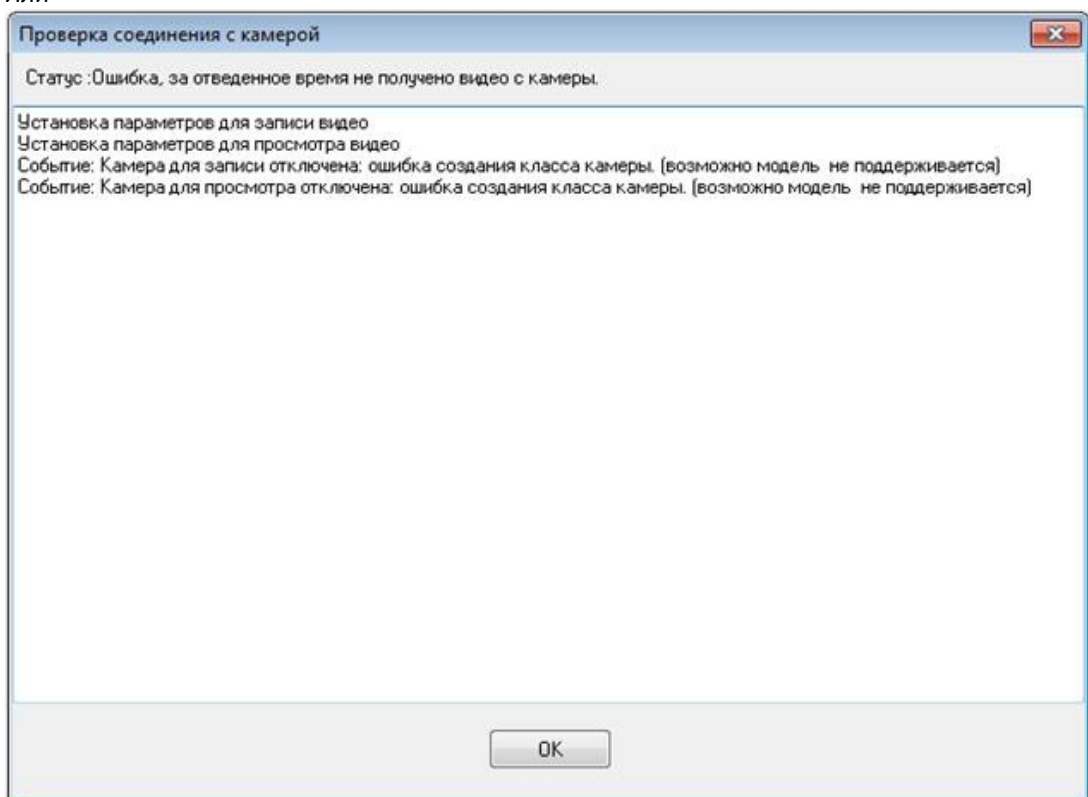 или
Проверка соединения с камерой
Статус :Ошибка, за отведенное время не получено видео с камеры.
Установка параметров для записи видео
Установка параметров для просмотра видео
Событие: Камера для записи отключена: ошибка создания класса камеры. (возможно модель  не поддерживается)
Событие: Камера для просмотра отключена: ошибка создания класса камеры. (возможно модель  не поддерживается)
OK